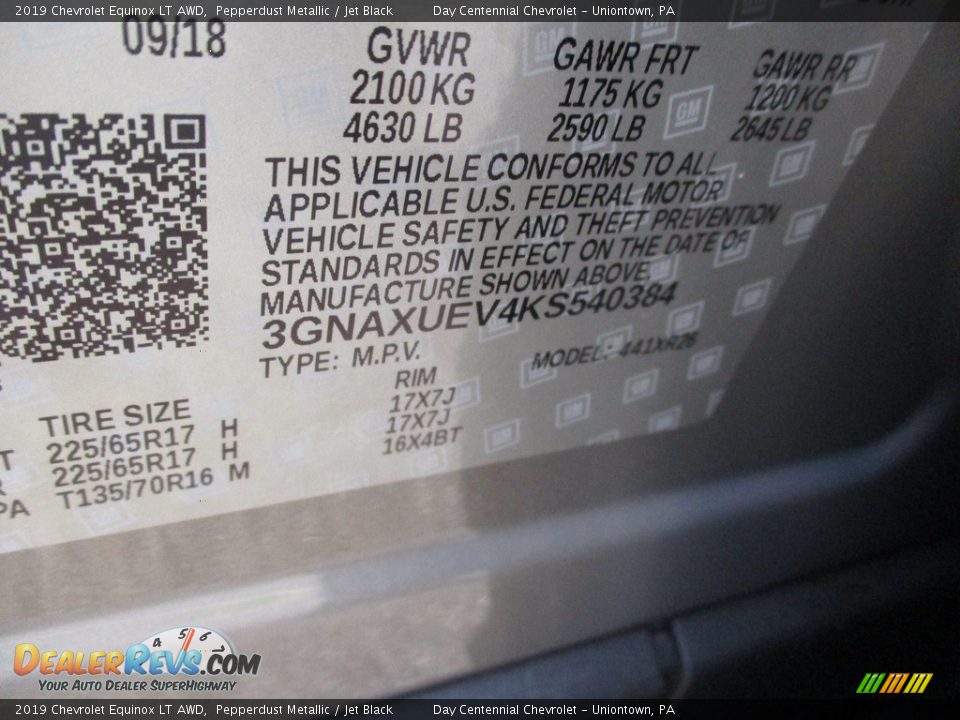 2019 Chevrolet Equinox LT AWD, Pepperdust Metallic / Jet Black Day Centennial Chevrolet – Uniontown, PA
09/18 GVWR GAWR FRT GAWR RR
2100 KG 1175 KG 1200 KG
4630 LB 2590 LB 2645 LB
THIS VEHICLE CONFORMS TO ALL
APPLICABLE U.S. FEDERAL MOTOR
VEHICLE SAFETY AND THEFT PREVENTION
STANDARDS IN EFFECT ON THE DATE OF
MANUFACTURE SHOWN ABOVE.
3GNAXUEV4KS540384
TYPE: M.P.V. MODEL: 441XR26
TIRE SIZE RIM
225/65R17 H 17X7J
225/65R17 H 17X7J
T135/70R16 M 16X4BT
GM
4 5 6
DealerRevs.com
Your Auto Dealer SuperHighway
2019 Chevrolet Equinox LT AWD, Pepperdust Metallic / Jet Black Day Centennial Chevrolet – Uniontown, PA